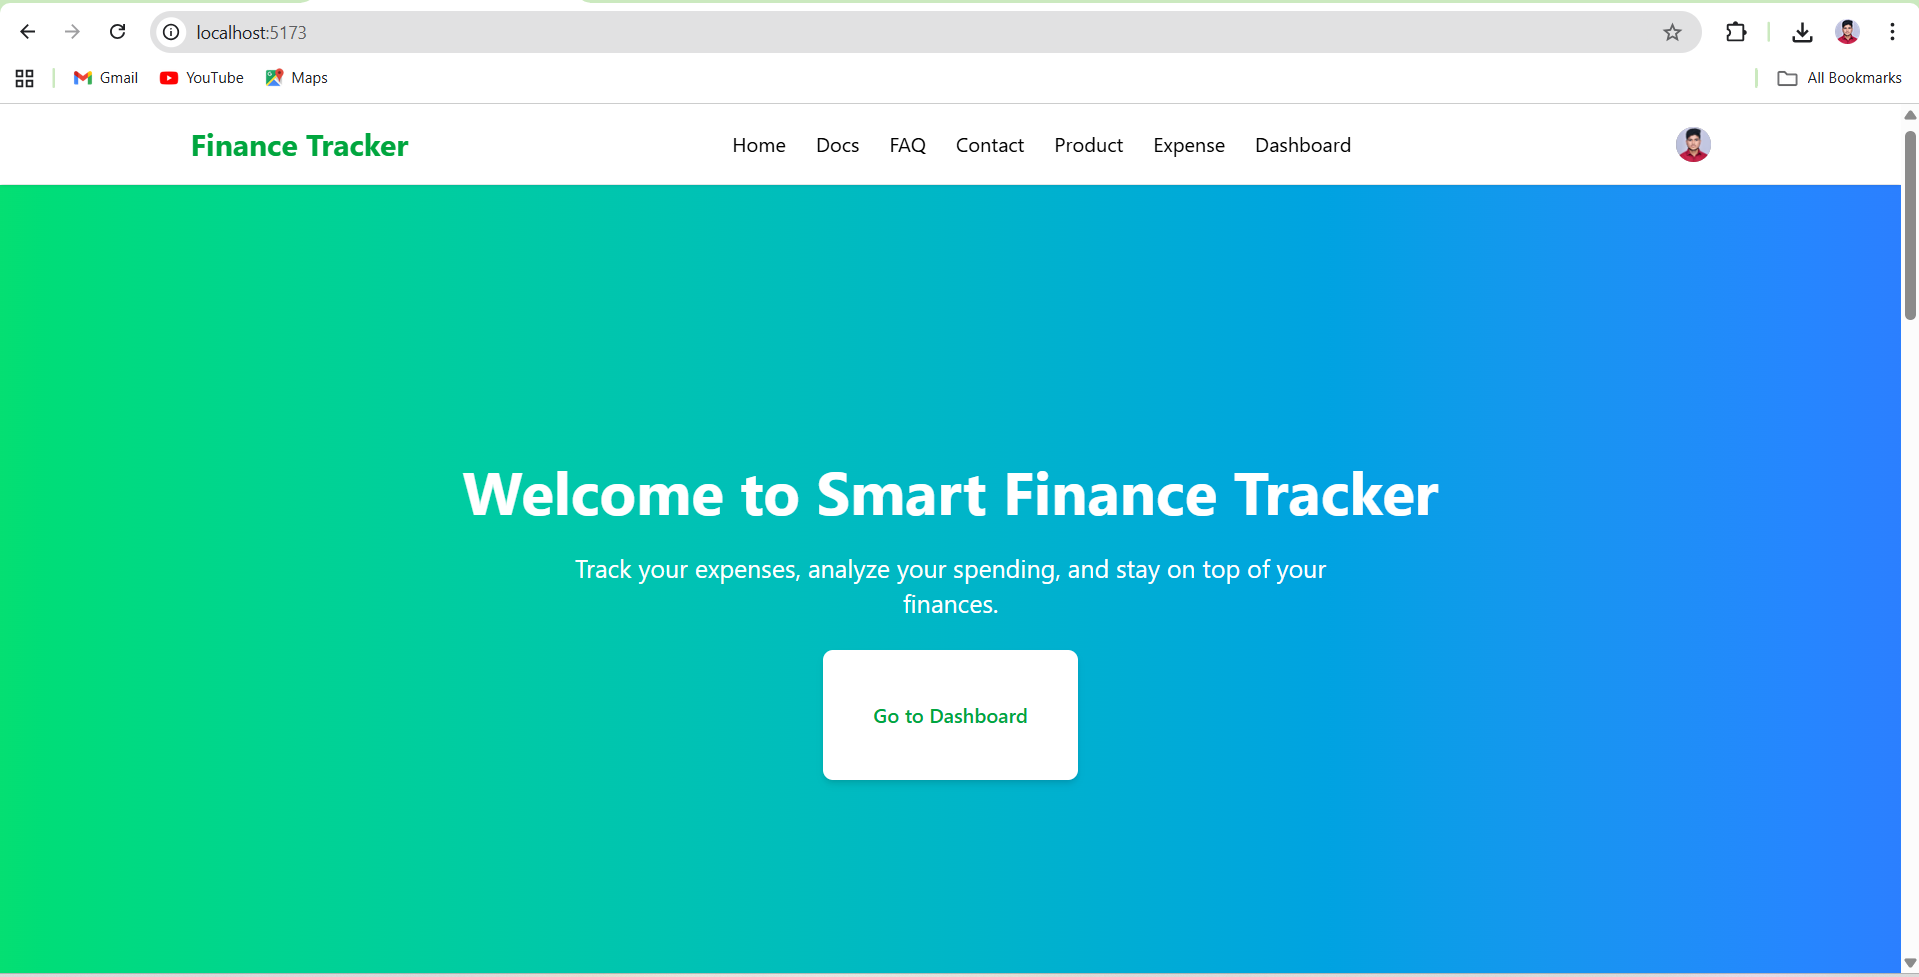 localhost:5173
Gmail YouTube Maps All Bookmarks
Finance Tracker Home Docs FAQ Contact Product Expense Dashboard
Welcome to Smart Finance Tracker
Track your expenses, analyze your spending, and stay on top of your
finances.
Go to Dashboard